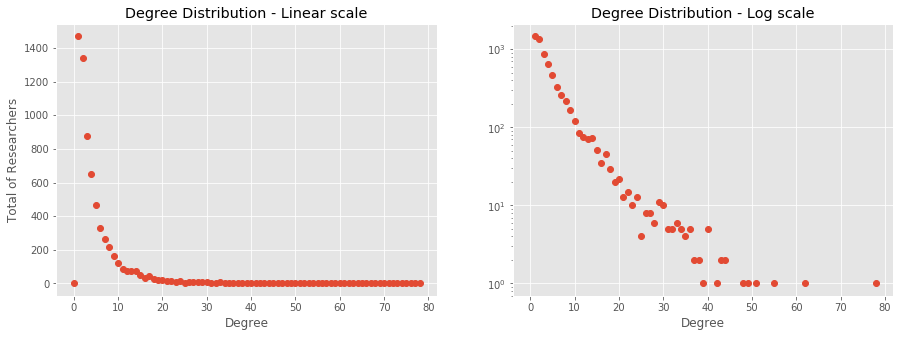 Degree Distribution - Linear scale
1400
1200
1000
800
600
400
200
0
Total of Researchers
0 10 20 30 40 50 60 70 80
Degree
Degree Distribution - Log scale
10³
10²
10¹
10⁰
0 10 20 30 40 50 60 70 80
Degree